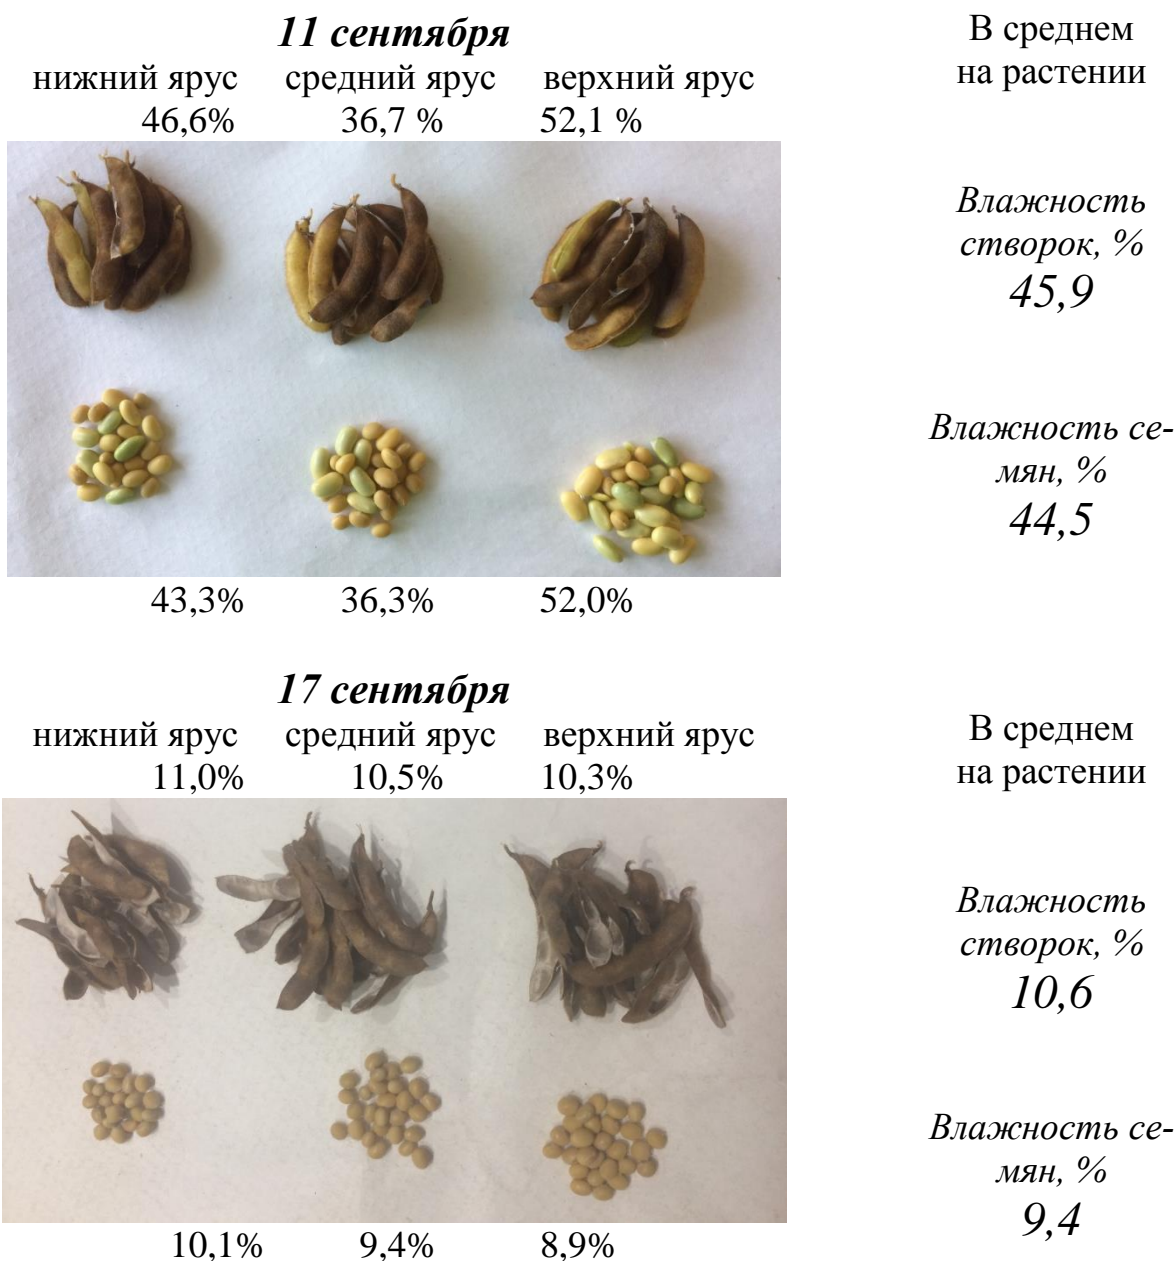 11 сентября
нижний ярус средний ярус верхний ярус
46,6% 36,7 % 52,1 %
В среднем
на растении
Влажность
створок, %
45,9
Влажность се-
мян, %
44,5
43,3% 36,3% 52,0%
17 сентября
нижний ярус средний ярус верхний ярус
11,0% 10,5% 10,3%
В среднем
на растении
Влажность
створок, %
10,6
Влажность се-
мян, %
9,4
10,1% 9,4% 8,9%